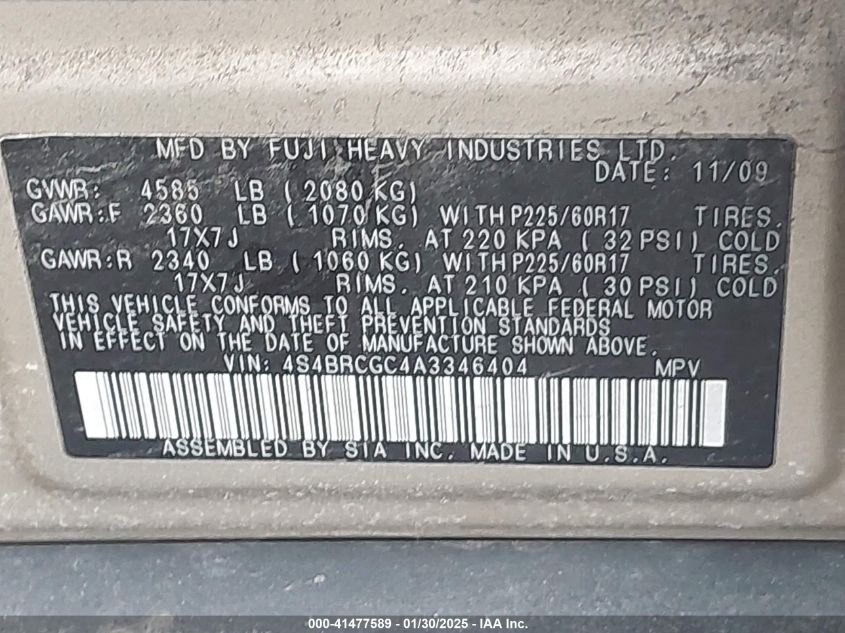 MFD BY FUJI HEAVY INDUSTRIES LTD.
DATE: 11/09
GVWR: 4585 LB ( 2080 KG)
GAWR:F 2360 LB ( 1070 KG) WITH P225/60R17 TIRES.
17X7J RIMS. AT 220 KPA ( 32 PSI) COLD
GAWR:R 2340 LB ( 1060 KG) WITH P225/60R17 TIRES.
17X7J RIMS. AT 210 KPA ( 30 PSI) COLD
THIS VEHICLE CONFORMS TO ALL APPLICABLE FEDERAL MOTOR
VEHICLE SAFETY AND THEFT PREVENTION STANDARDS
IN EFFECT ON THE DATE OF MANUFACTURE SHOWN ABOVE.
VIN: 4S4BRCGC4A3346404 MPV
ASSEMBLED BY SIA INC. MADE IN U.S.A.
000-41477589 - 01/30/2025 - IAA Inc.